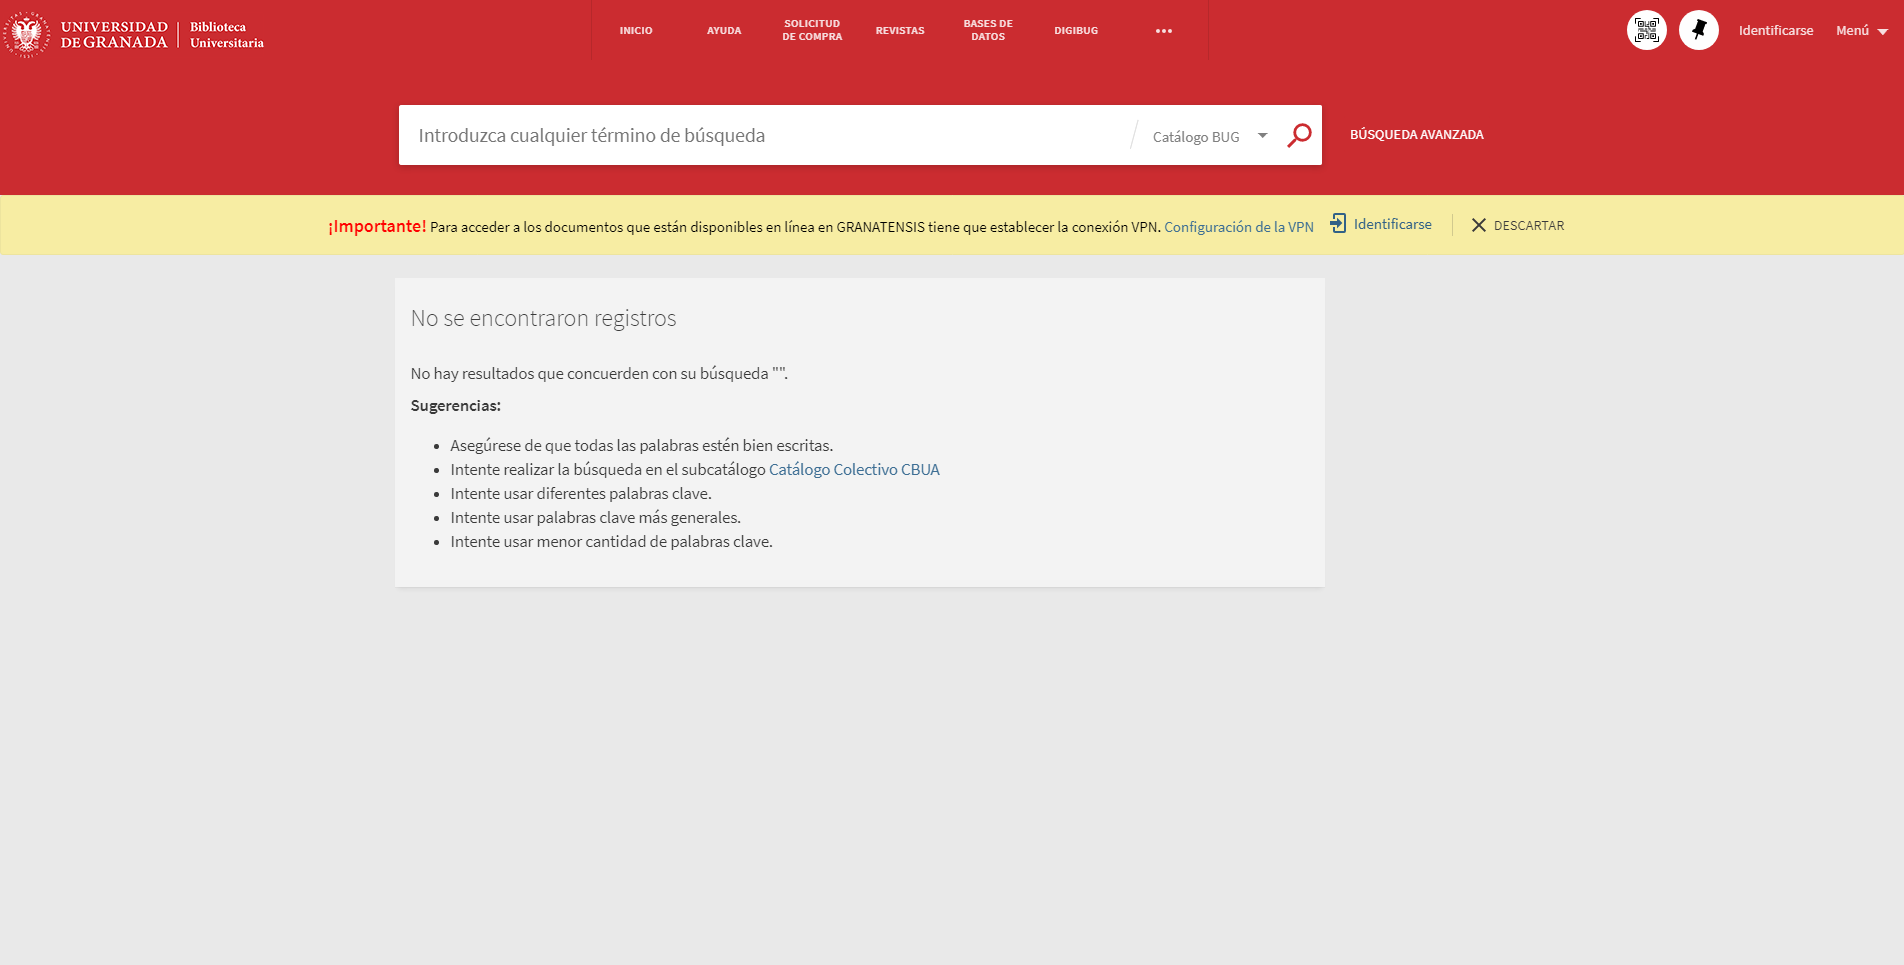 UNIVERSIDAD
DE GRANADA
Biblioteca
Universitaria
INICIO
AYUDA
SOLICITUD
DE COMPRA
REVISTAS
BASES DE
DATOS
DIGIBUG
Identificarse
Menú
Introduzca cualquier término de búsqueda
Catálogo BUG
BÚSQUEDA AVANZADA
¡Importante! Para acceder a los documentos que están disponibles en línea en GRANATENSIS tiene que establecer la conexión VPN. Configuración de la VPN
Identificarse
DESCARTAR
No se encontraron registros
No hay resultados que concuerden con su búsqueda "".
Sugerencias:
Asegúrese de que todas las palabras estén bien escritas.
Intente realizar la búsqueda en el subcatálogo Catálogo Colectivo CBUA
Intente usar diferentes palabras clave.
Intente usar palabras clave más generales.
Intente usar menor cantidad de palabras clave.